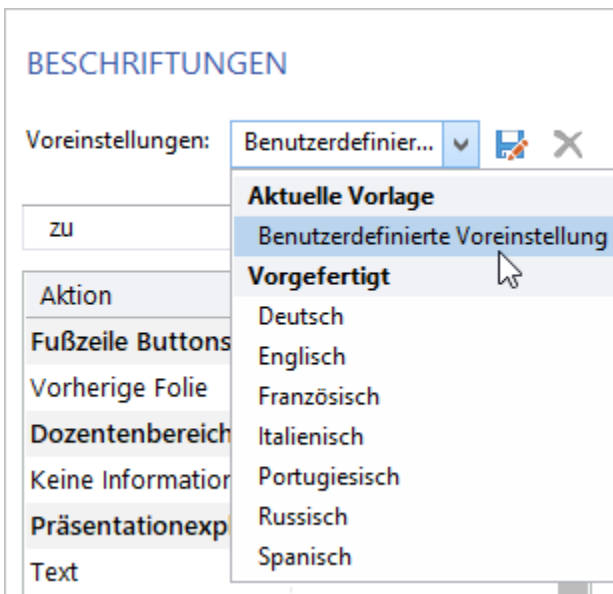 BESCHRIFTUNGEN
Voreinstellungen: Benutzerdefinier...
Aktuelle Vorlage
zu
Benutzerdefinierte Voreinstellung
Vorgefertigt
Aktion
Deutsch
Fußzeile Buttons
Englisch
Vorherige Folie
Französisch
Dozentenbereich
Italienisch
Keine Information
Portugiesisch
Präsentationexpl
Russisch
Text
Spanisch